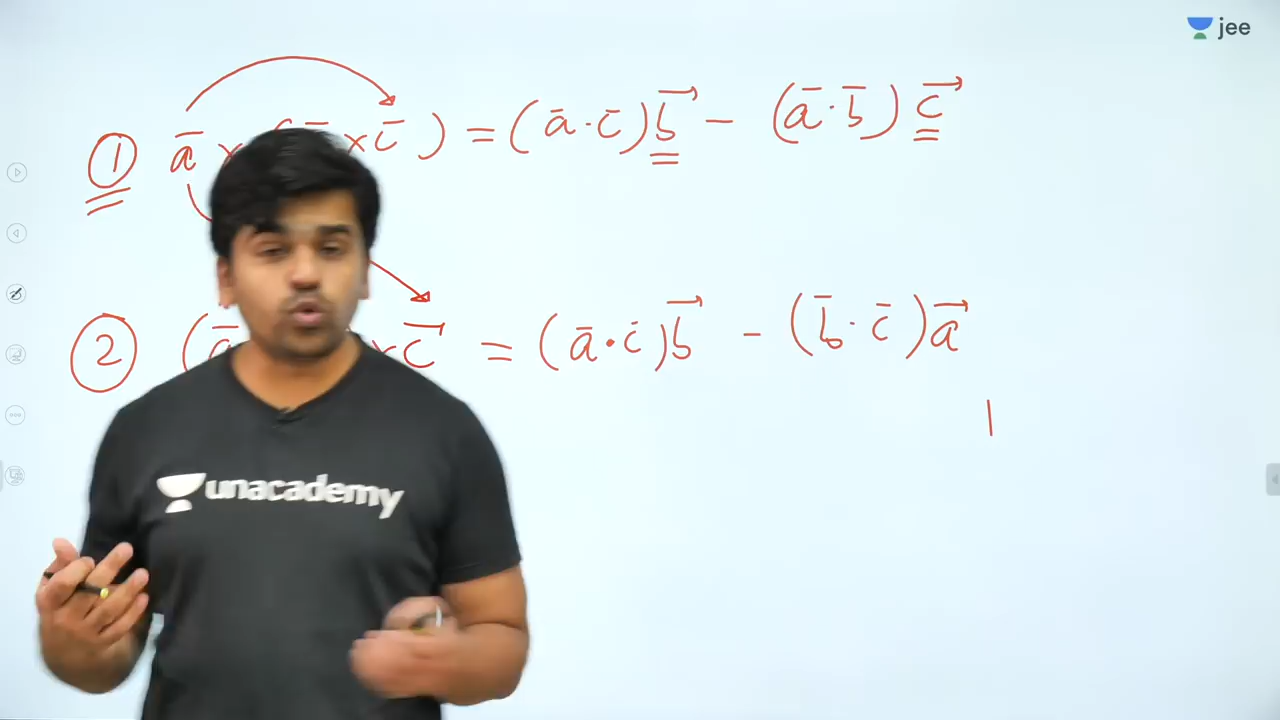 jee
① a̅ × ( × c̅ ) = (a̅ · c̅) b⃗ − (a̅ · b̅) c⃗
② (a̅ × c⃗ = (a̅ · c̅) b⃗ − (b̅ · c̅) a⃗
unacademy